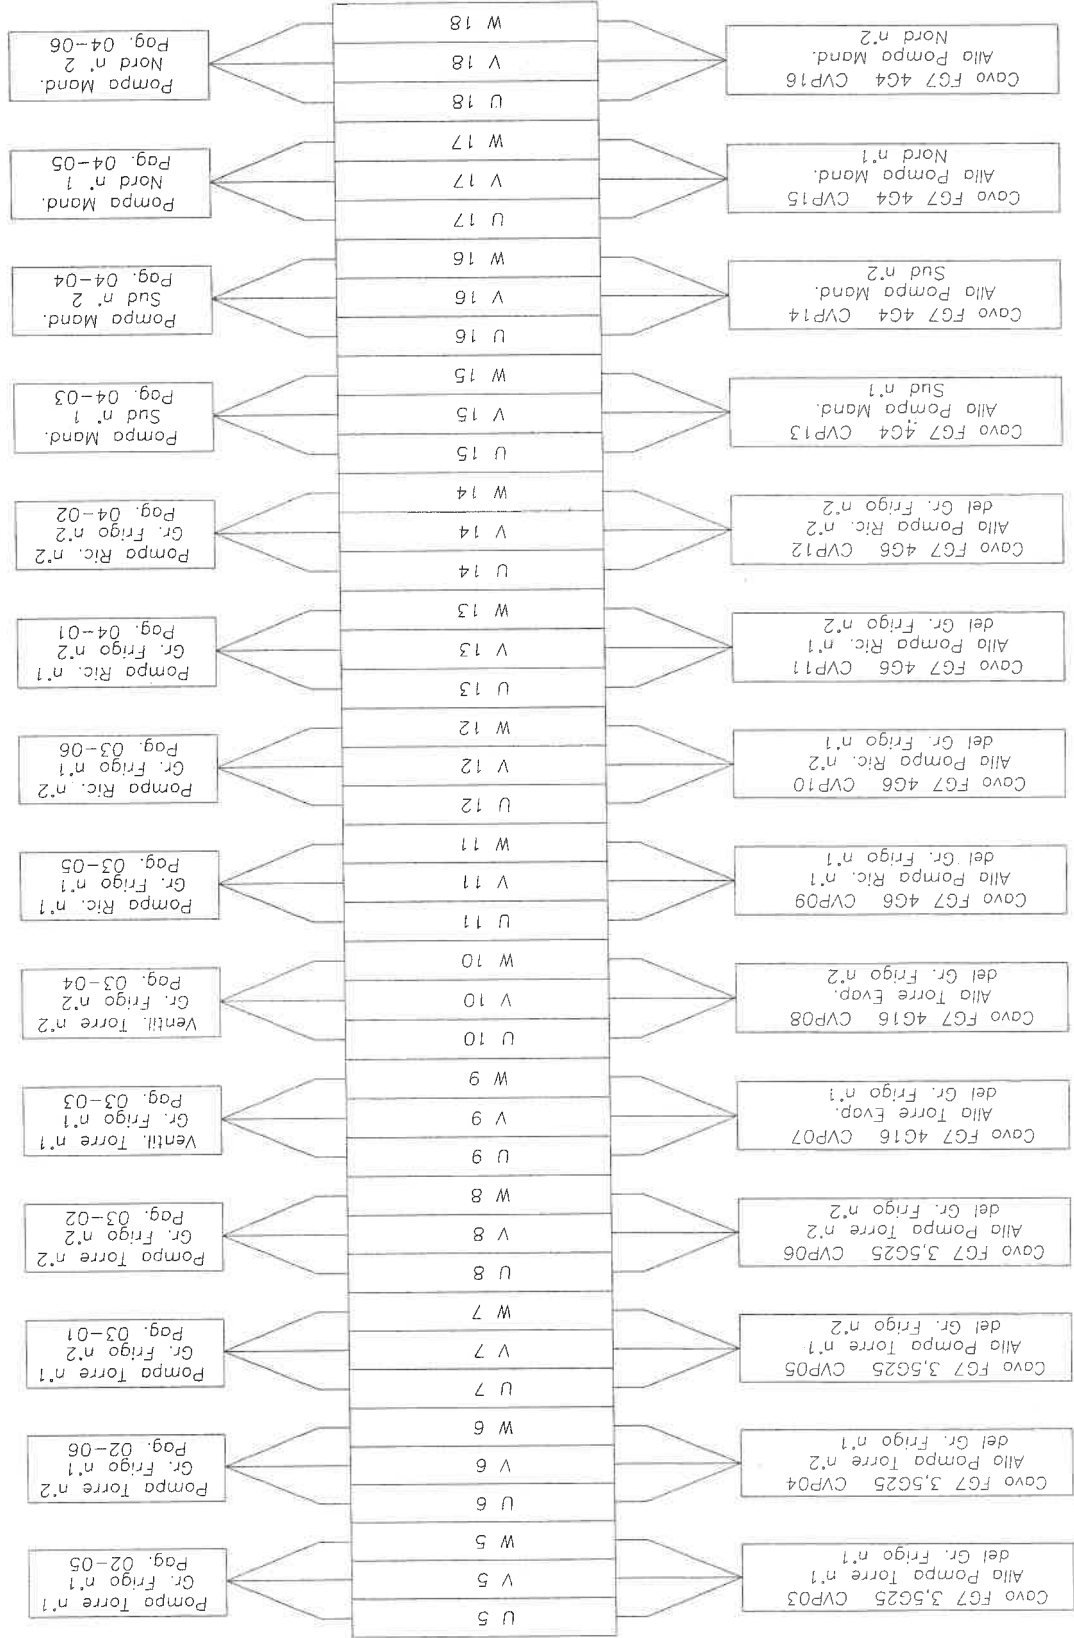 Cavo FG7 3,5G25 CVP03
Alla Pompa Torre n°1
del Gr. Frigo n°1
U 5
V 5
W 5
Pompa Torre n°1
Gr. Frigo n°1
Pag. 02-05
Cavo FG7 3,5G25 CVP04
Alla Pompa Torre n°2
del Gr. Frigo n°1
U 6
V 6
W 6
Pompa Torre n°2
Gr. Frigo n°1
Pag. 02-06
Cavo FG7 3,5G25 CVP05
Alla Pompa Torre n°1
del Gr. Frigo n°2
U 7
V 7
W 7
Pompa Torre n°1
Gr. Frigo n°2
Pag. 03-01
Cavo FG7 3,5G25 CVP06
Alla Pompa Torre n°2
del Gr. Frigo n°2
U 8
V 8
W 8
Pompa Torre n°2
Gr. Frigo n°2
Pag. 03-02
Cavo FG7 4G16 CVP07
Alla Torre Evap.
del Gr. Frigo n°1
U 9
V 9
W 9
Ventil. Torre n°1
Gr. Frigo n°1
Pag. 03-03
Cavo FG7 4G16 CVP08
Alla Torre Evap.
del Gr. Frigo n°2
U 10
V 10
W 10
Ventil. Torre n°2
Gr. Frigo n°2
Pag. 03-04
Cavo FG7 4G6 CVP09
Alla Pompa Ric. n°1
del Gr. Frigo n°1
U 11
V 11
W 11
Pompa Ric. n°1
Gr. Frigo n°1
Pag. 03-05
Cavo FG7 4G6 CVP10
Alla Pompa Ric. n°2
del Gr. Frigo n°1
U 12
V 12
W 12
Pompa Ric. n°2
Gr. Frigo n°1
Pag. 03-06
Cavo FG7 4G6 CVP11
Alla Pompa Ric. n°1
del Gr. Frigo n°2
U 13
V 13
W 13
Pompa Ric. n°1
Gr. Frigo n°2
Pag. 04-01
Cavo FG7 4G6 CVP12
Alla Pompa Ric. n°2
del Gr. Frigo n°2
U 14
V 14
W 14
Pompa Ric. n°2
Gr. Frigo n°2
Pag. 04-02
Cavo FG7 4G4 CVP13
Alla Pompa Mand.
Sud n°1
U 15
V 15
W 15
Pompa Mand.
Sud n° 1
Pag. 04-03
Cavo FG7 4G4 CVP14
Alla Pompa Mand.
Sud n°2
U 16
V 16
W 16
Pompa Mand.
Sud n° 2
Pag. 04-04
Cavo FG7 4G4 CVP15
Alla Pompa Mand.
Nord n°1
U 17
V 17
W 17
Pompa Mand.
Nord n° 1
Pag. 04-05
Cavo FG7 4G4 CVP16
Alla Pompa Mand.
Nord n°2
U 18
V 18
W 18
Pompa Mand.
Nord n° 2
Pag. 04-06